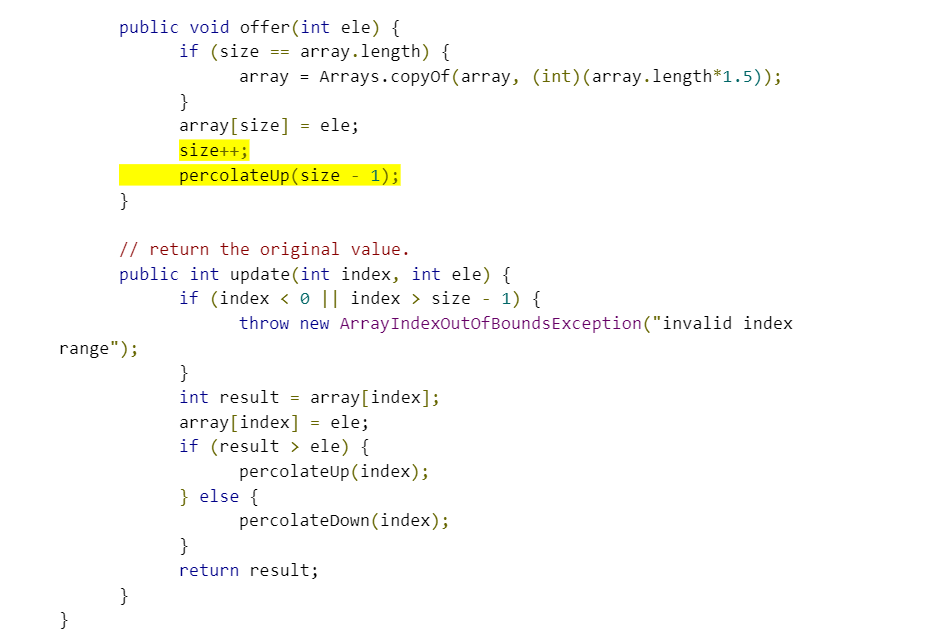 public void offer(int ele) {
if (size == array.length) {
array = Arrays.copyOf(array, (int)(array.length*1.5));
}
array[size] = ele;
size++;
percolateUp(size - 1);
}
// return the original value.
public int update(int index, int ele) {
if (index < 0 || index > size - 1) {
throw new ArrayIndexOutOfBoundsException("invalid index
range");
}
int result = array[index];
array[index] = ele;
if (result > ele) {
percolateUp(index);
} else {
percolateDown(index);
}
return result;
}
}